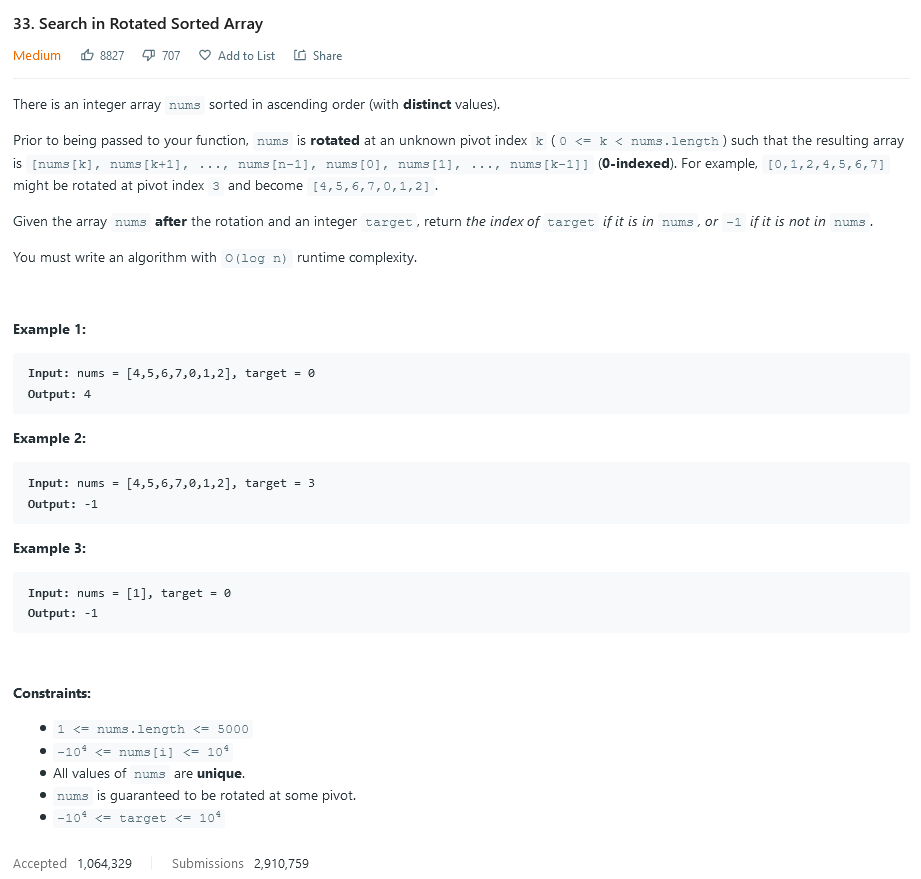 33. Search in Rotated Sorted Array
Medium 8827 707 Add to List Share
There is an integer array nums sorted in ascending order (with distinct values).
Prior to being passed to your function, nums is rotated at an unknown pivot index k (0 <= k < nums.length) such that the resulting array
is [nums[k], nums[k+1], ..., nums[n-1], nums[0], nums[1], ..., nums[k-1]] (0-indexed). For example, [0,1,2,4,5,6,7]
might be rotated at pivot index 3 and become [4,5,6,7,0,1,2].
Given the array nums after the rotation and an integer target, return the index of target if it is in nums, or -1 if it is not in nums.
You must write an algorithm with O(log n) runtime complexity.
Example 1:
Input: nums = [4,5,6,7,0,1,2], target = 0
Output: 4
Example 2:
Input: nums = [4,5,6,7,0,1,2], target = 3
Output: -1
Example 3:
Input: nums = [1], target = 0
Output: -1
Constraints:
• 1 <= nums.length <= 5000
• -10⁴ <= nums[i] <= 10⁴
• All values of nums are unique.
• nums is guaranteed to be rotated at some pivot.
• -10⁴ <= target <= 10⁴
Accepted 1,064,329 Submissions 2,910,759